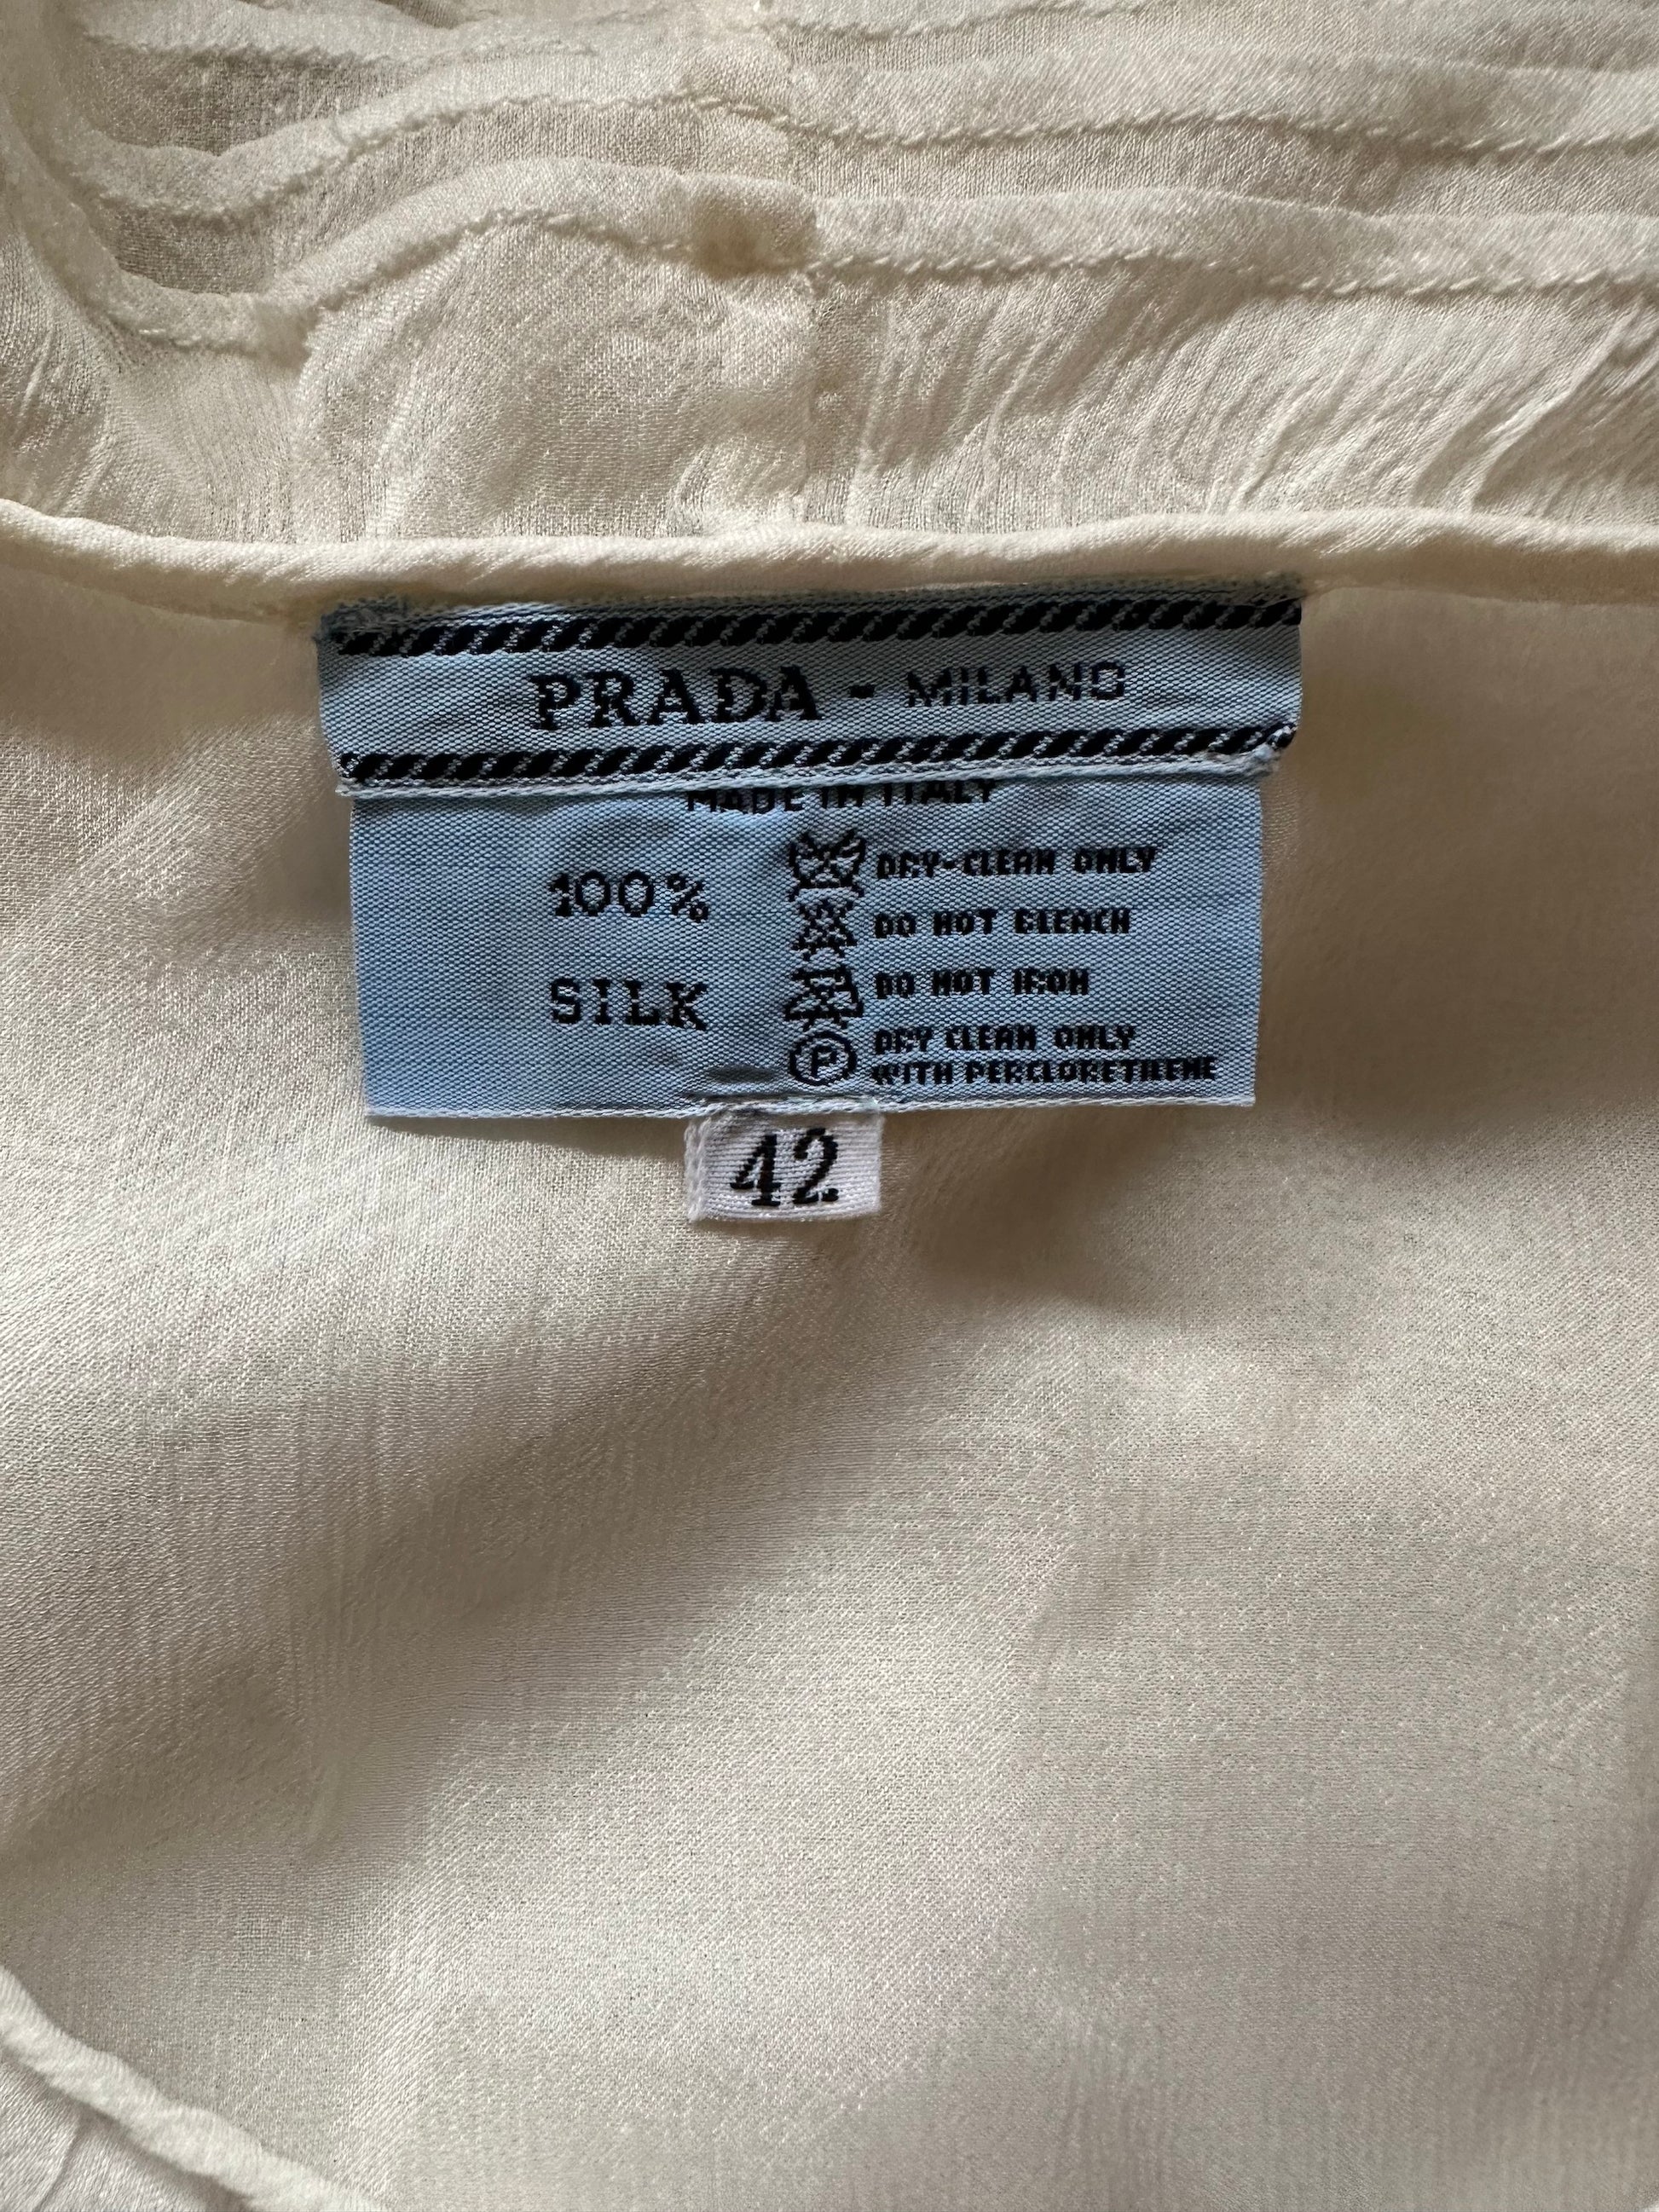 PRADA - MILANO
MADE IN ITALY
100%
SILK
DRY-CLEAN ONLY
DO NOT BLEACH
DO NOT IRON
P DRY CLEAN ONLY
WITH PERCLORETHENE
42